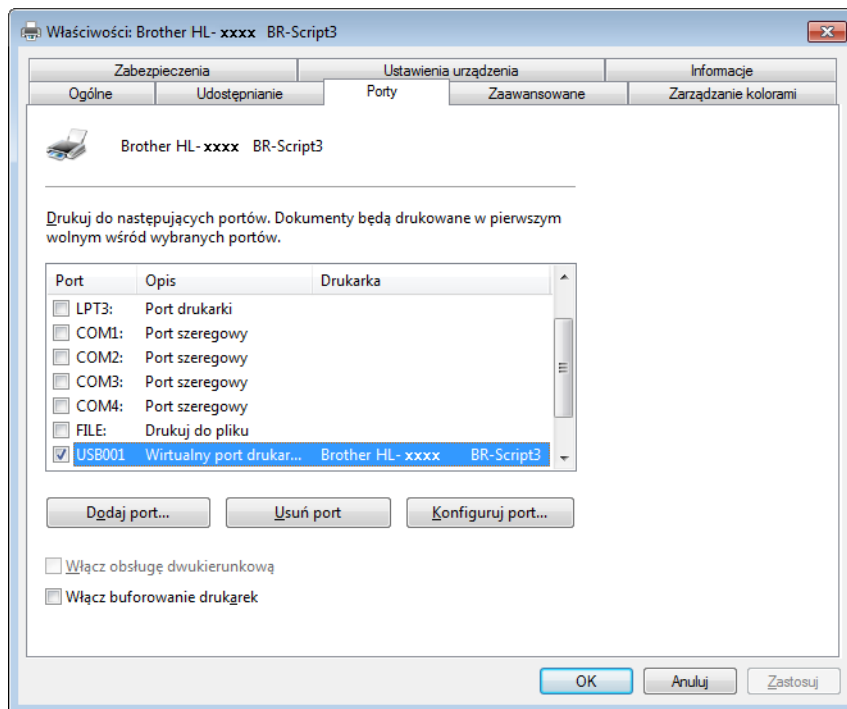 Właściwości: Brother HL- xxxx BR-Script3
Zabezpieczenia Ustawienia urządzenia Informacje
Ogólne Udostępnianie Porty Zaawansowane Zarządzanie kolorami
Brother HL- xxxx BR-Script3
Drukuj do następujących portów. Dokumenty będą drukowane w pierwszym
wolnym wśród wybranych portów.
Port Opis Drukarka
LPT3: Port drukarki
COM1: Port szeregowy
COM2: Port szeregowy
COM3: Port szeregowy
COM4: Port szeregowy
FILE: Drukuj do pliku
USB001 Wirtualny port drukar... Brother HL- xxxx BR-Script3
Dodaj port... Usuń port Konfiguruj port...
Włącz obsługę dwukierunkową
Włącz buforowanie drukarek
OK Anuluj Zastosuj